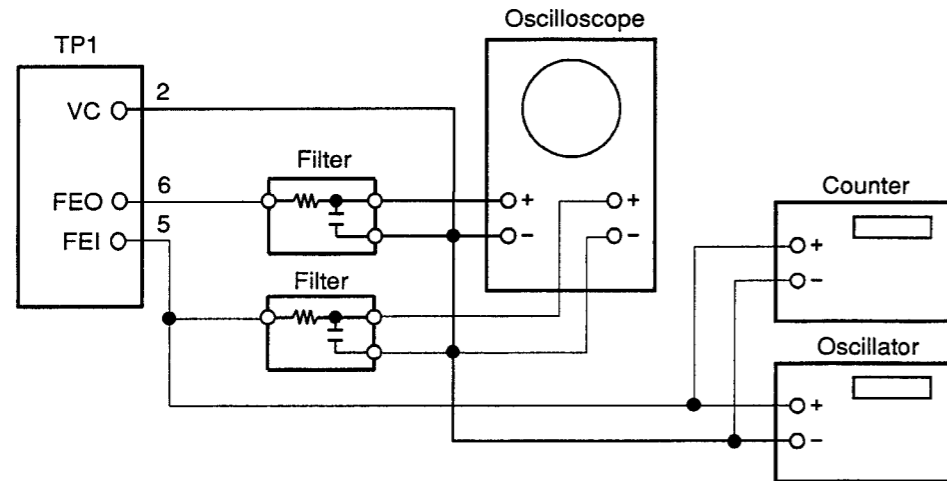 Oscilloscope
TP1
VC 2
Filter
FEO 6
+ +
Counter
FEI 5
- -
+
Filter
-
Oscillator
+
-